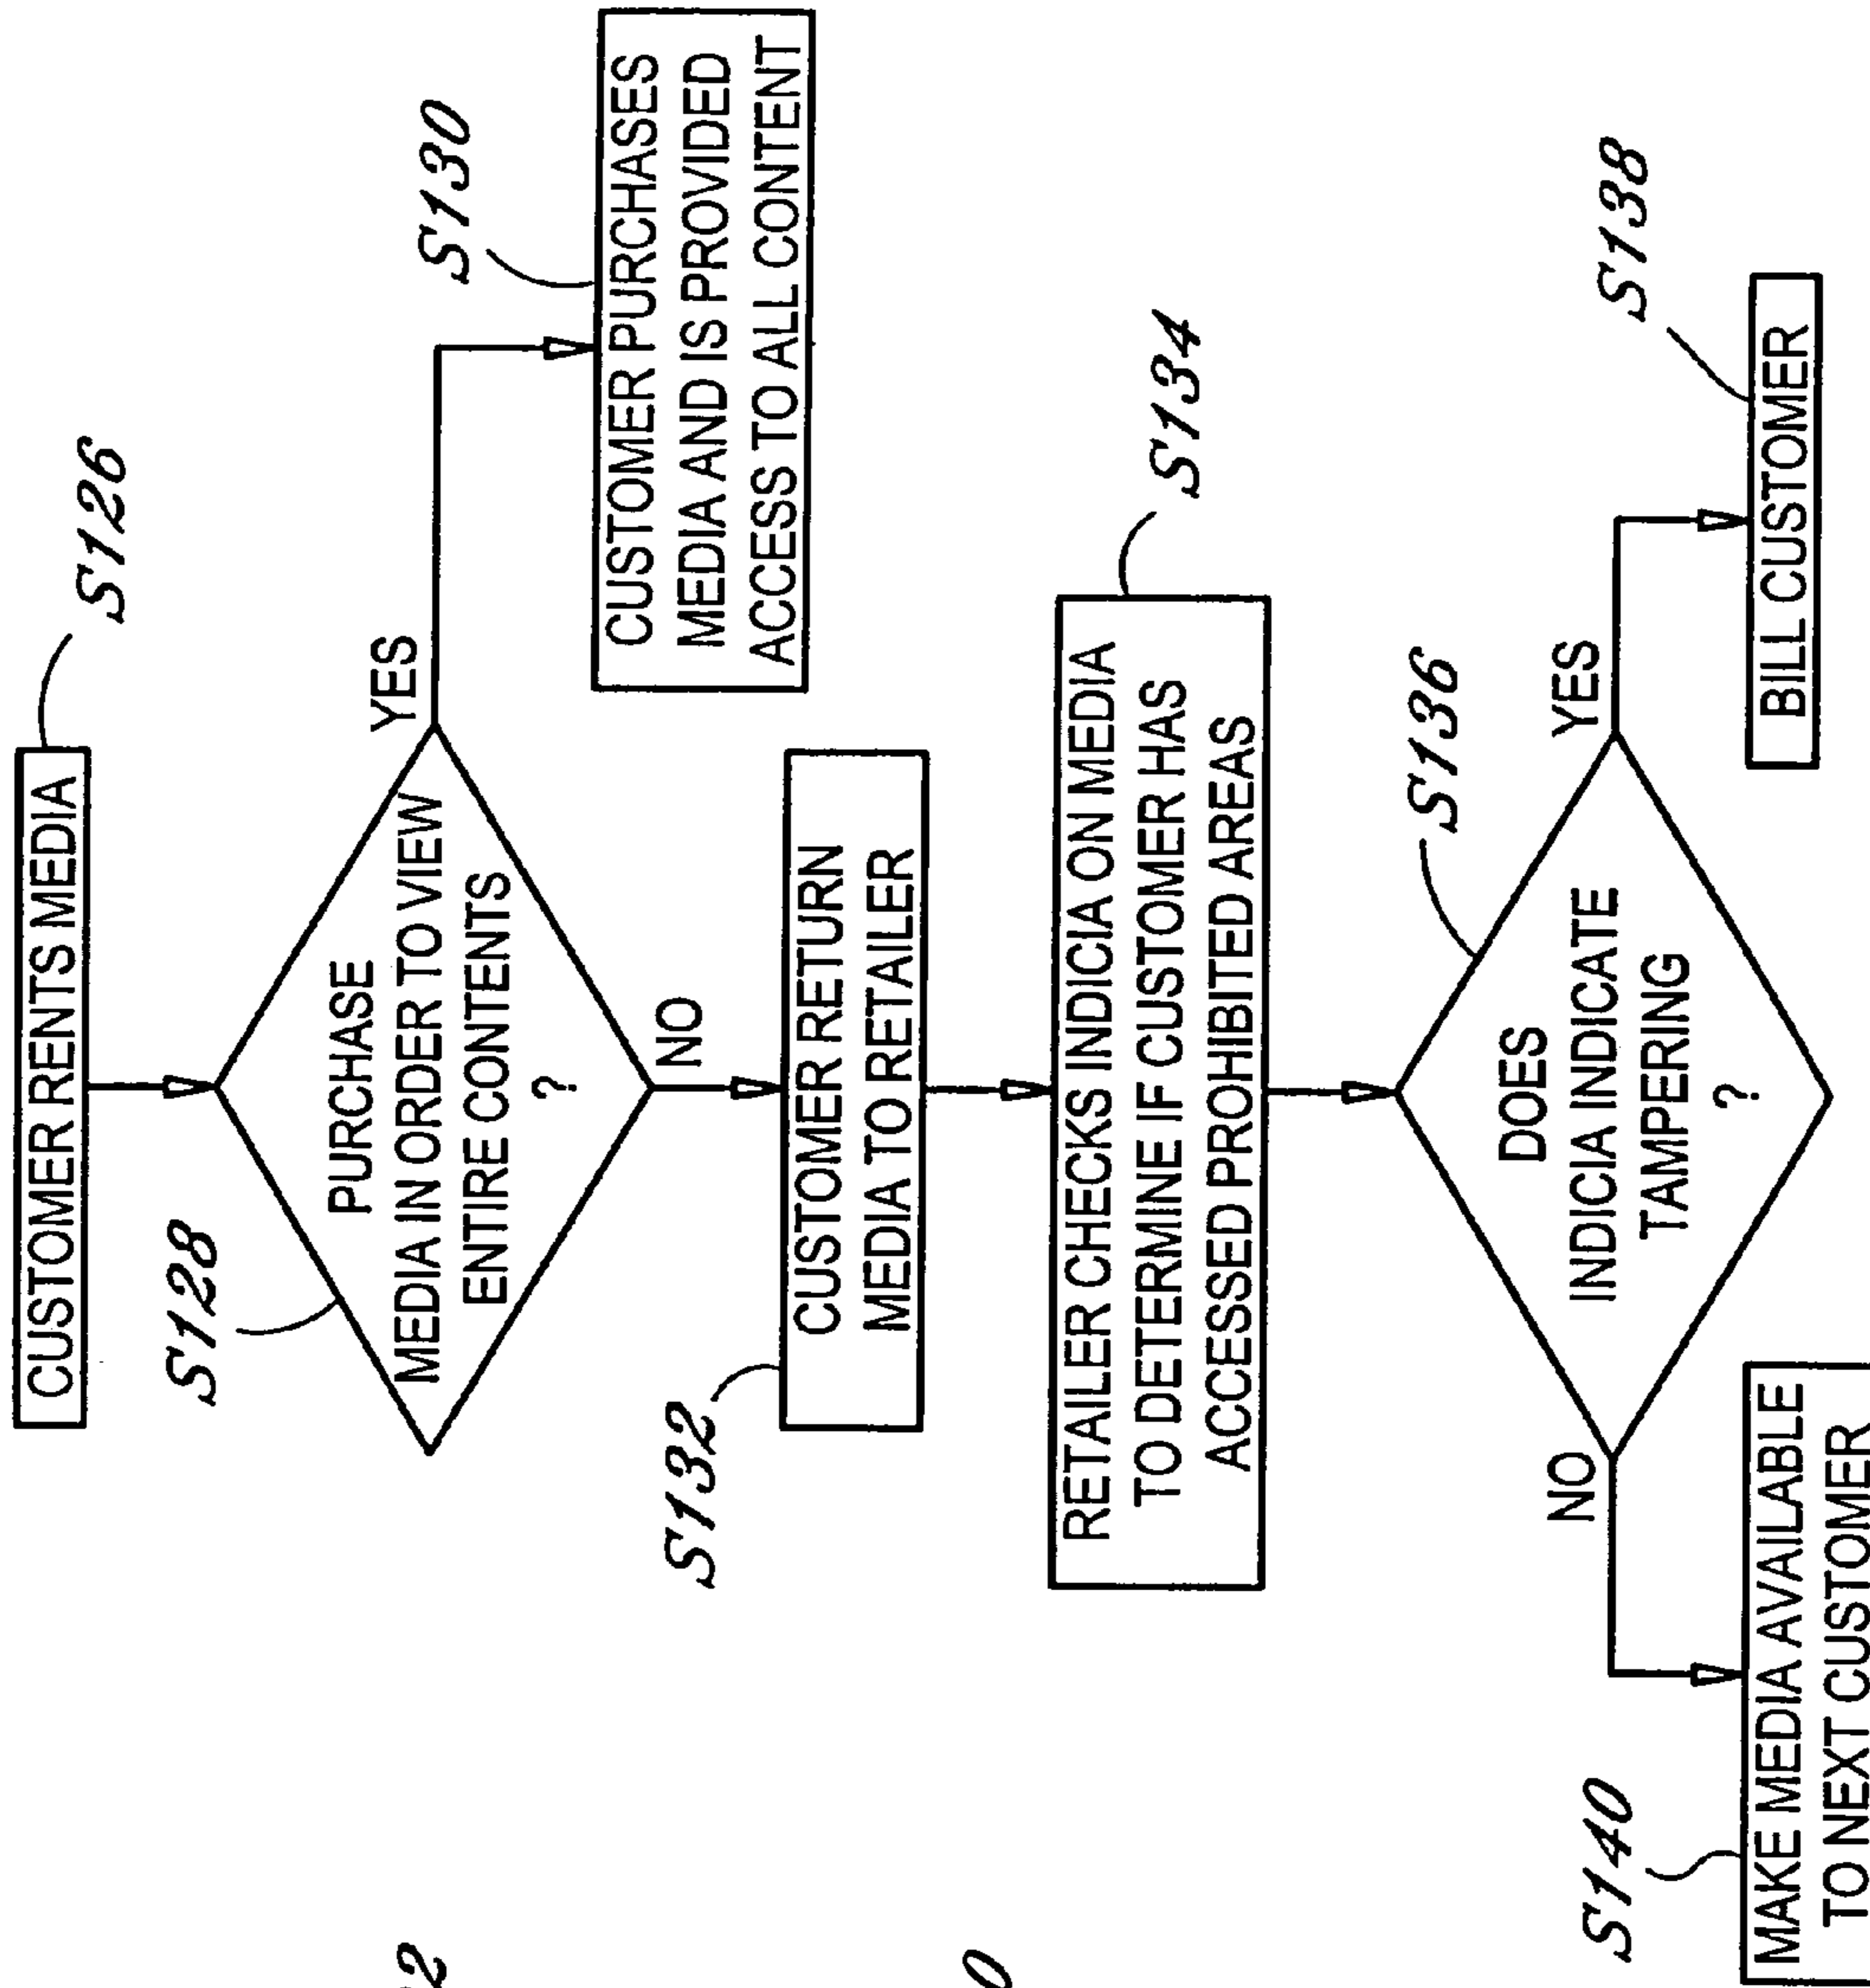 S126
CUSTOMER RENTS MEDIA
S128
PURCHASE
MEDIA IN ORDER TO VIEW
ENTIRE CONTENTS
?
YES
S130
CUSTOMER PURCHASES
MEDIA AND IS PROVIDED
ACCESS TO ALL CONTENT
NO
S132
CUSTOMER RETURN
MEDIA TO RETAILER
S134
RETAILER CHECKS INDICIA ON MEDIA
TO DETERMINE IF CUSTOMER HAS
ACCESSED PROHIBITED AREAS
S136
DOES
INDICIA INDICATE
TAMPERING
?
YES
S138
BILL CUSTOMER
NO
S140
MAKE MEDIA AVAILABLE
TO NEXT CUSTOMER